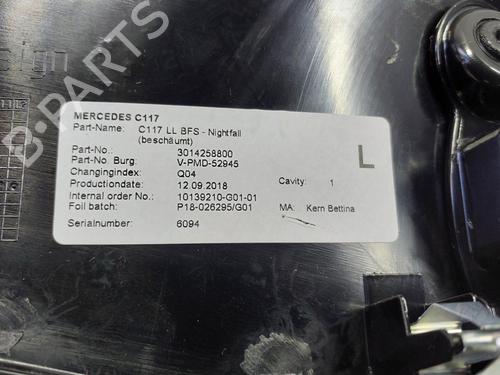 B-PARTS
MERCEDES C117
Part-Name: C117 LL BFS - Nightfall
(beschäumt)
Part-No.: 3014258800
Part-No. Burg: V-PMD-52945
Changingindex: Q04
Productiondate: 12.09.2018 Cavity: 1
Internal order No.: 10139210-G01-01
Foil batch: P18-026295/G01 MA: Kern Bettina
Serialnumber: 6094
L